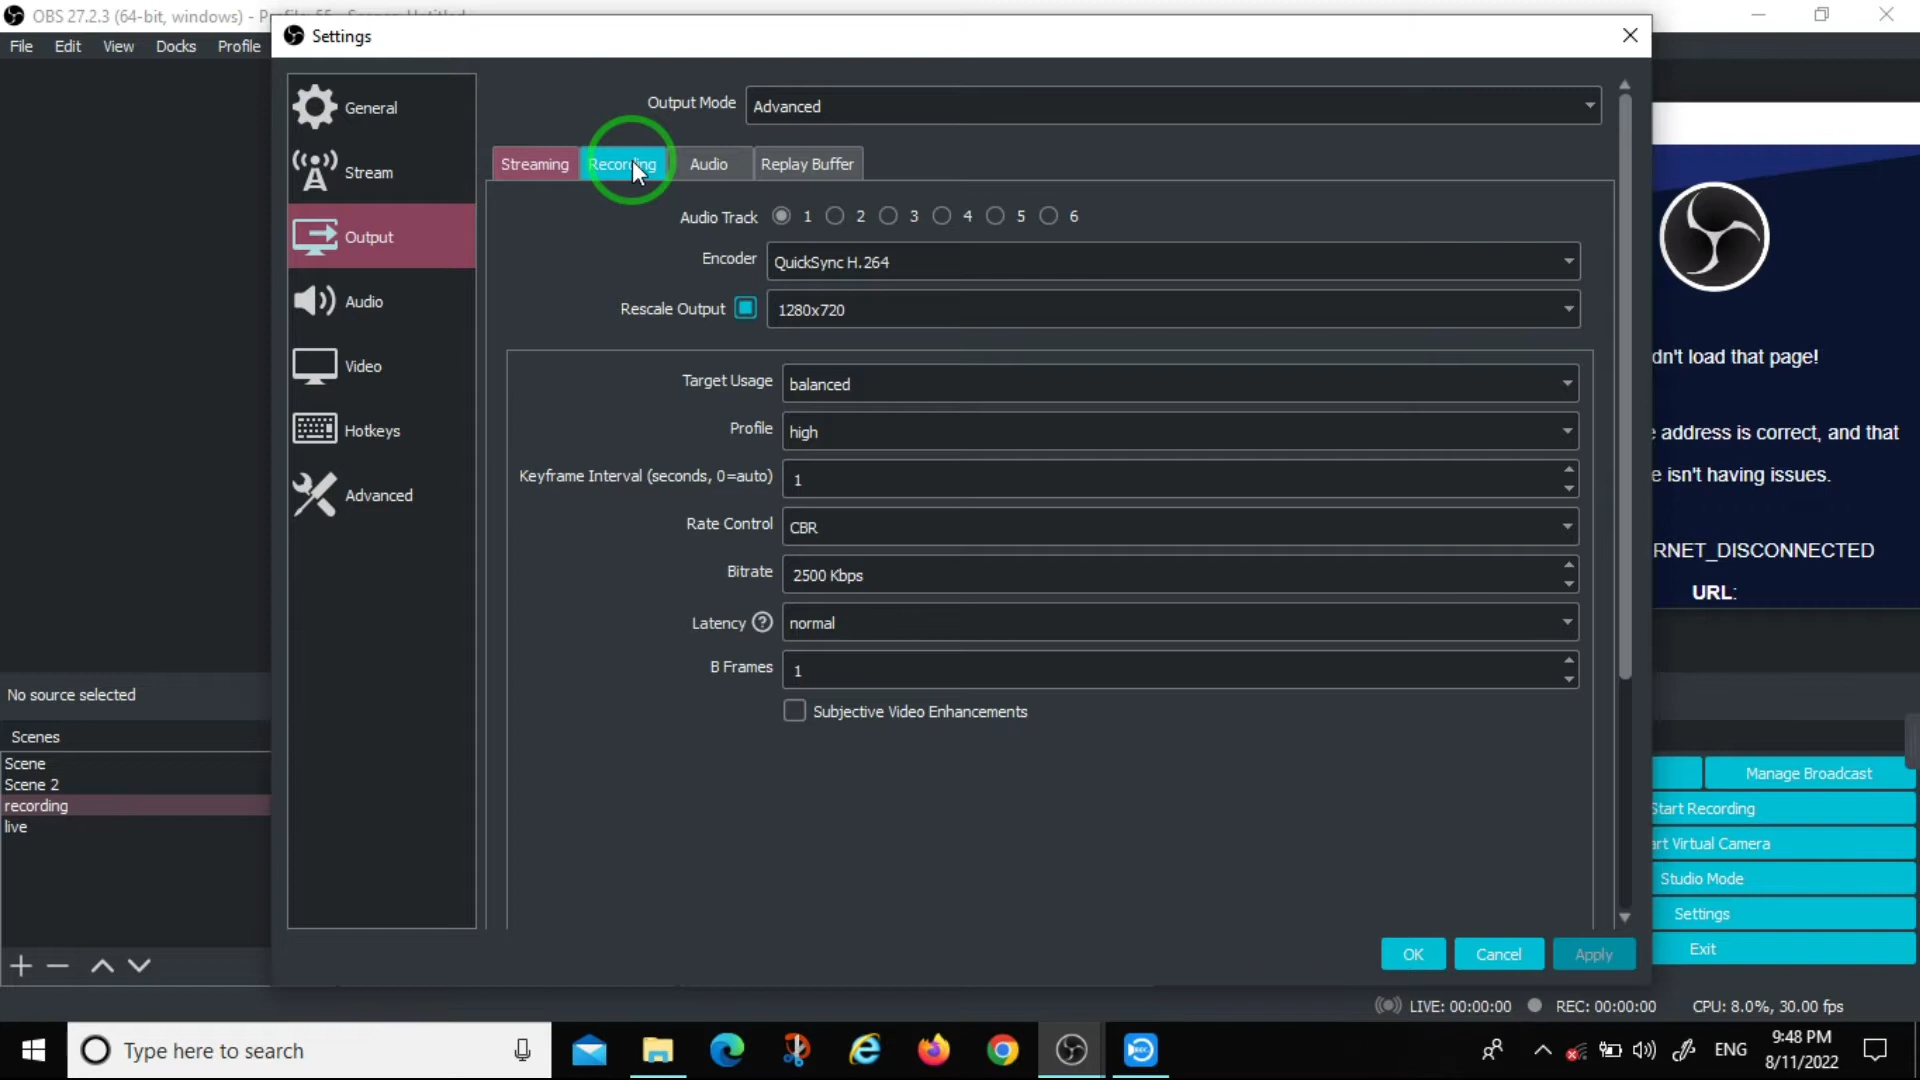 OBS 27.2.3 (64-bit, windows) - P
Settings
File
Edit
View
Docks
Profile
General
Stream
Output
Audio
Video
Hotkeys
Advanced
Output Mode
Advanced
Streaming
Recording
Audio
Replay Buffer
Audio Track
1
2
3
4
5
6
Encoder
QuickSync H.264
Rescale Output
1280x720
Target Usage
balanced
Profile
high
Keyframe Interval (seconds, 0=auto)
1
Rate Control
CBR
Bitrate
2500 Kbps
Latency
?
normal
B Frames
1
Subjective Video Enhancements
OK
Cancel
Apply
dn't load that page!
address is correct, and that
e isn't having issues.
RNET_DISCONNECTED
URL:
No source selected
Scenes
Scene
Scene 2
recording
live
Manage Broadcast
Start Recording
art Virtual Camera
Studio Mode
Settings
Exit
LIVE: 00:00:00
REC: 00:00:00
CPU: 8.0%, 30.00 fps
Type here to search
REC
ENG
9:48 PM
8/11/2022